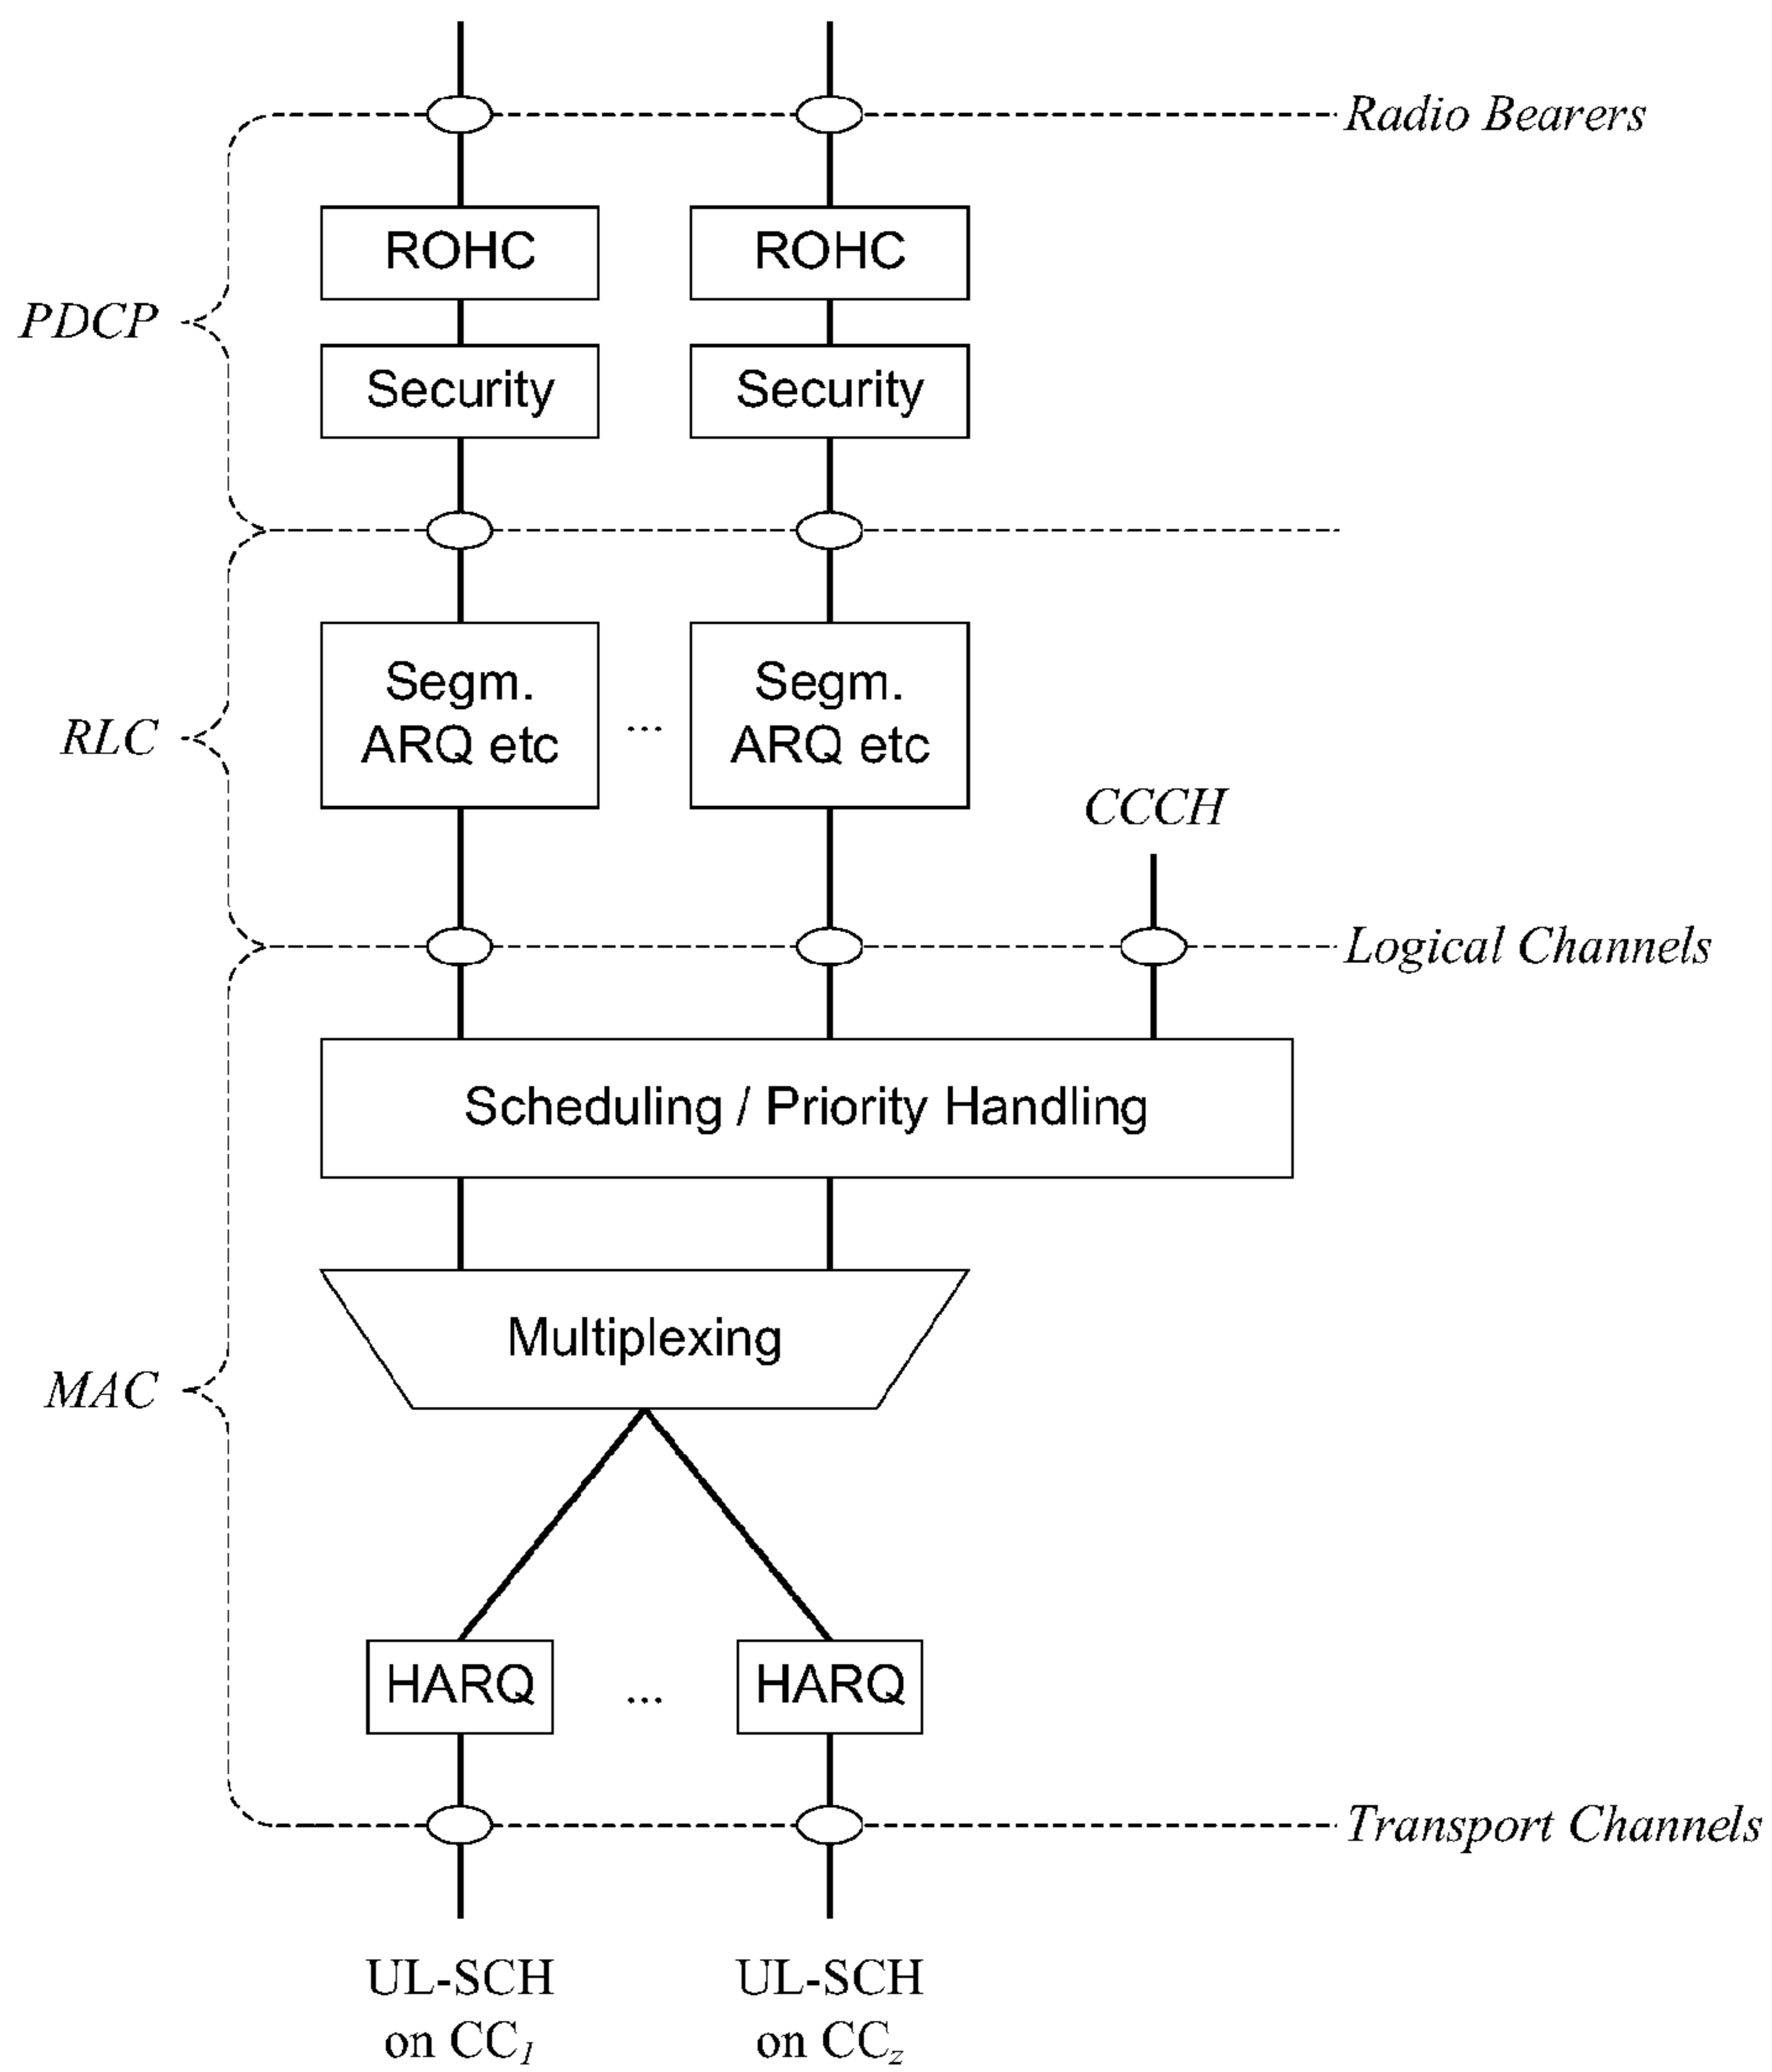 Radio Bearers
ROHC ROHC
PDCP
Security Security
Segm. Segm.
ARQ etc ... ARQ etc
RLC
CCCH
Logical Channels
Scheduling / Priority Handling
Multiplexing
MAC
HARQ ... HARQ
Transport Channels
UL-SCH UL-SCH
on CC1 on CCz